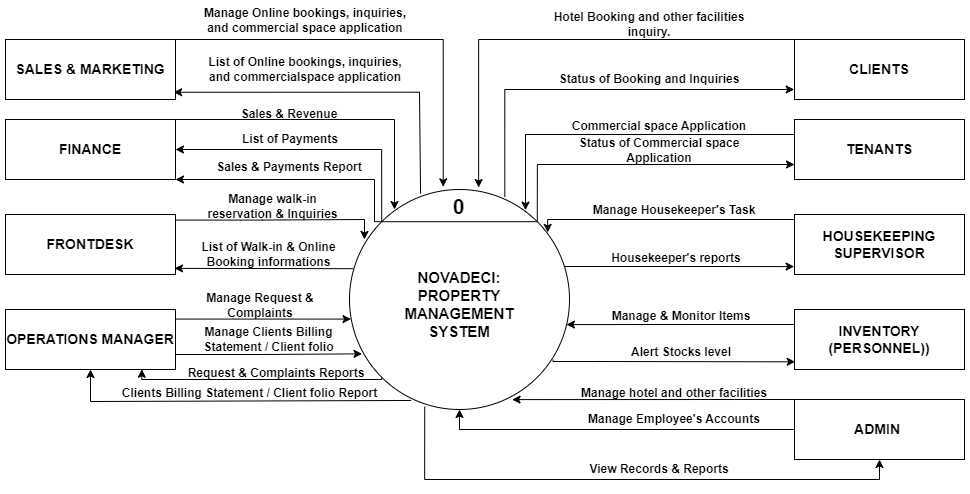 Manage Online bookings, inquiries,
and commercial space application
SALES & MARKETING
List of Online bookings, inquiries,
and commercialspace application
Sales & Revenue
FINANCE
List of Payments
Sales & Payments Report
Manage walk-in
reservation & Inquiries
FRONTDESK
List of Walk-in & Online
Booking informations
Manage Request &
Complaints
OPERATIONS MANAGER
Manage Clients Billing
Statement / Client folio
Request & Complaints Reports
Clients Billing Statement / Client folio Report
0
NOVADECI:
PROPERTY
MANAGEMENT
SYSTEM
Hotel Booking and other facilities
inquiry.
CLIENTS
Status of Booking and Inquiries
Commercial space Application
TENANTS
Status of Commercial space
Application
Manage Housekeeper's Task
HOUSEKEEPING
SUPERVISOR
Housekeeper's reports
Manage & Monitor Items
INVENTORY
(PERSONNEL))
Alert Stocks level
Manage hotel and other facilities
Manage Employee's Accounts
ADMIN
View Records & Reports